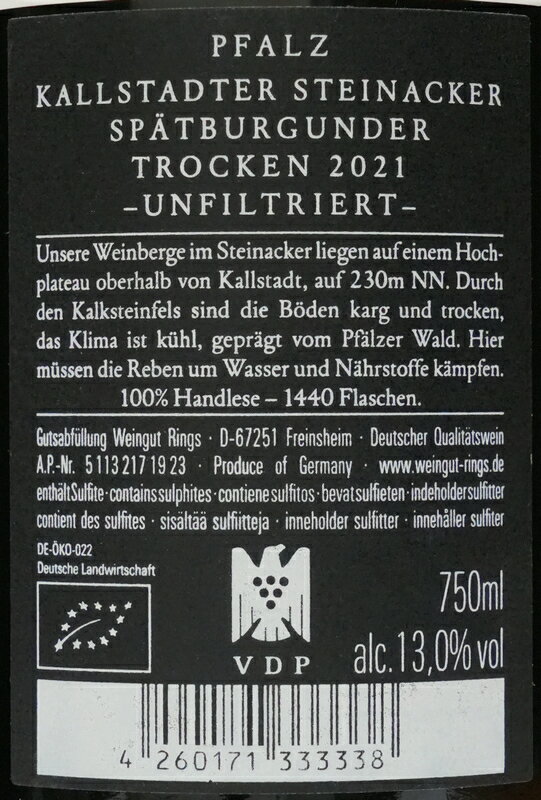 PFALZ
KALLSTADTER STEINACKER
SPÄTBURGUNDER
TROCKEN 2021
–UNFILTRIERT–
Unsere Weinberge im Steinacker liegen auf einem Hoch-
plateau oberhalb von Kallstadt, auf 230m NN. Durch
den Kalksteinfels sind die Böden karg und trocken,
das Klima ist kühl, geprägt vom Pfälzer Wald. Hier
müssen die Reben um Wasser und Nährstoffe kämpfen.
100% Handlese – 1440 Flaschen.
Gutsabfüllung Weingut Rings · D-67251 Freinsheim · Deutscher Qualitätswein
A.P.-Nr. 5 113 217 19 23 · Produce of Germany · www.weingut-rings.de
enthält Sulfite · contains sulphites · contiene sulfitos · bevat sulfieten · indeholder sulfitter
contient des sulfites · sisältää sulfiitteja · inneholder sulfitter · innehåller sulfiter
DE-ÖKO-022
Deutsche Landwirtschaft
750ml
VDP
alc. 13,0% vol
4 260171 333338